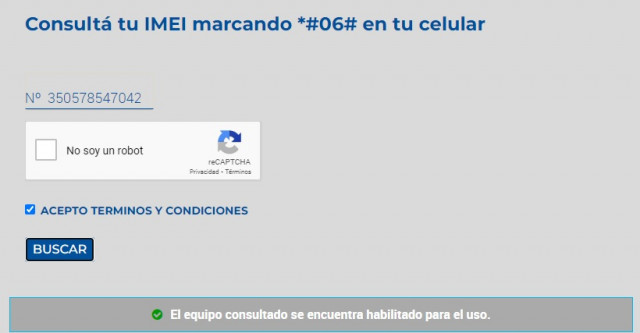 Consultá tu IMEI marcando *#06# en tu celular
Nº 350578547042
No soy un robot
reCAPTCHA
Privacidad - Términos
ACEPTO TERMINOS Y CONDICIONES
BUSCAR
El equipo consultado se encuentra habilitado para el uso.